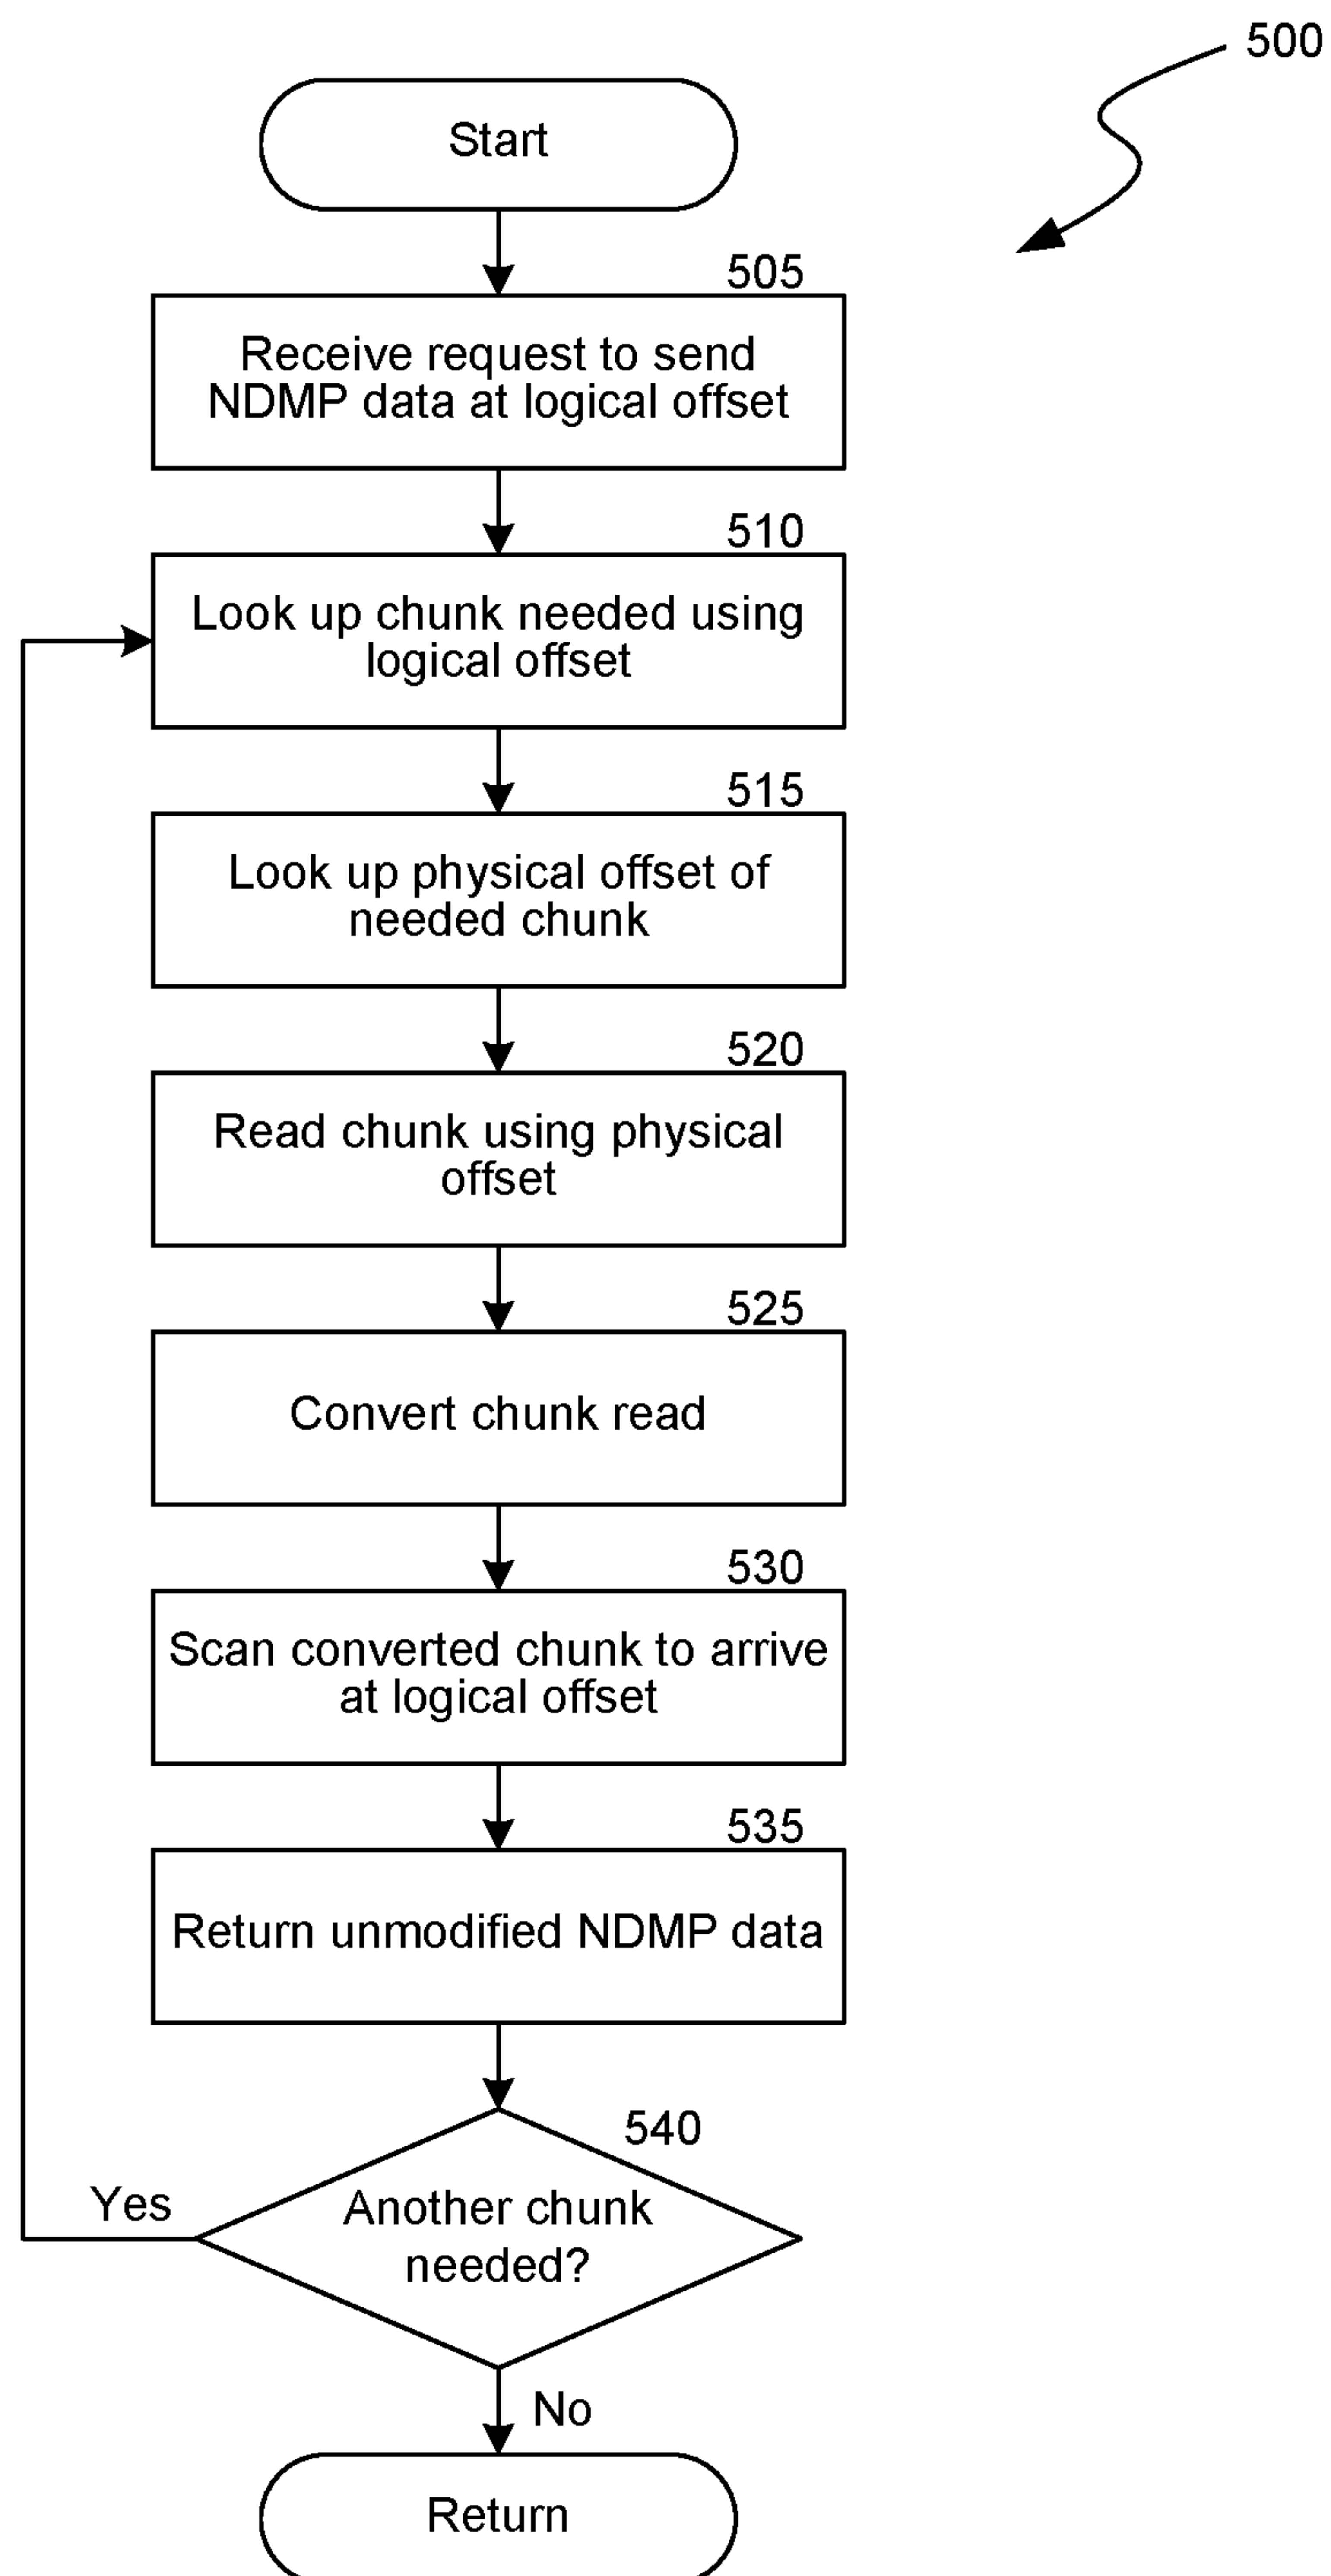 500
Start
505
Receive request to send
NDMP data at logical offset
510
Look up chunk needed using
logical offset
515
Look up physical offset of
needed chunk
520
Read chunk using physical
offset
525
Convert chunk read
530
Scan converted chunk to arrive
at logical offset
535
Return unmodified NDMP data
540
Another chunk
needed?
Yes
No
Return